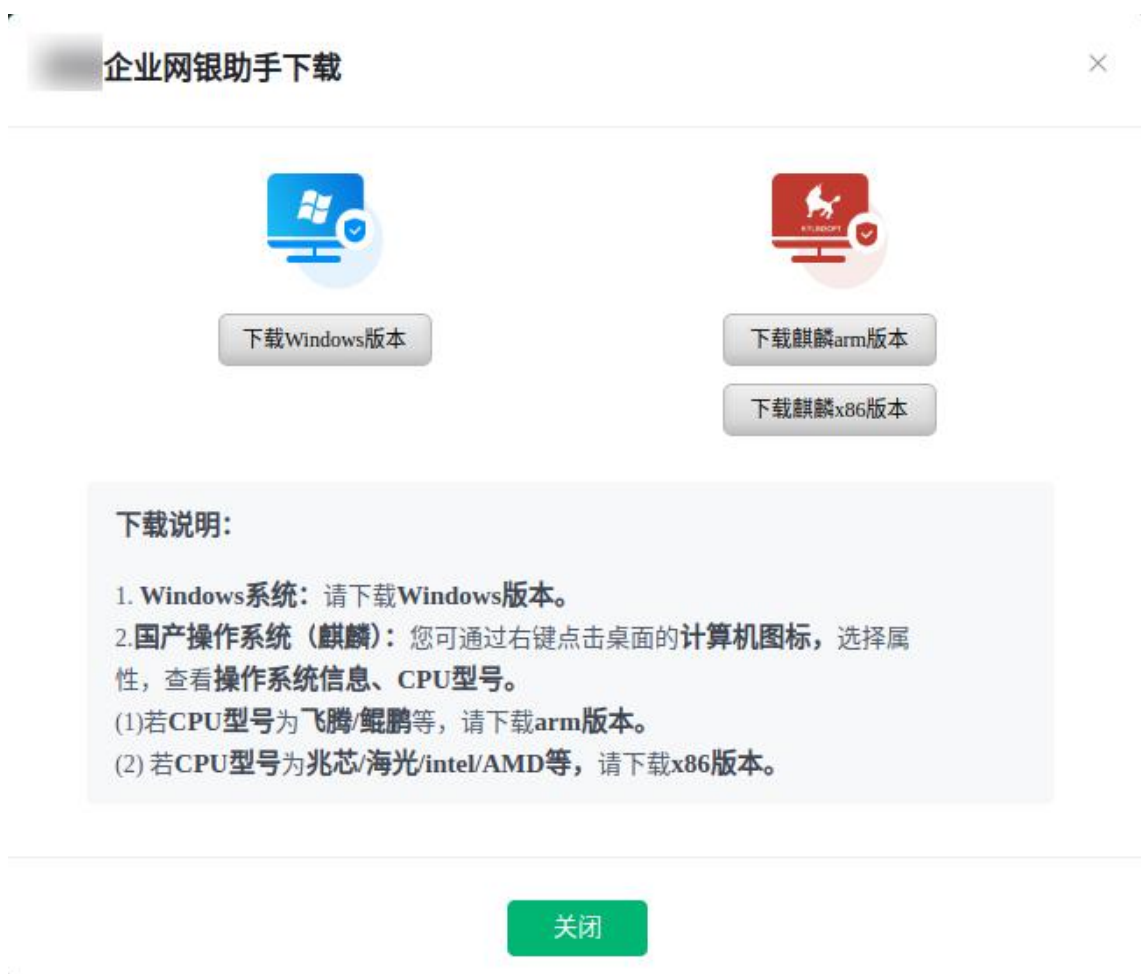 企业网银助手下载
KYLINSOFT
下载Windows版本
下载麒麟arm版本
下载麒麟x86版本
下载说明：
1. Windows系统：请下载Windows版本。
2.国产操作系统（麒麟）：您可通过右键点击桌面的计算机图标，选择属
性，查看操作系统信息、CPU型号。
(1)若CPU型号为飞腾/鲲鹏等，请下载arm版本。
(2) 若CPU型号为兆芯/海光/intel/AMD等，请下载x86版本。
关闭